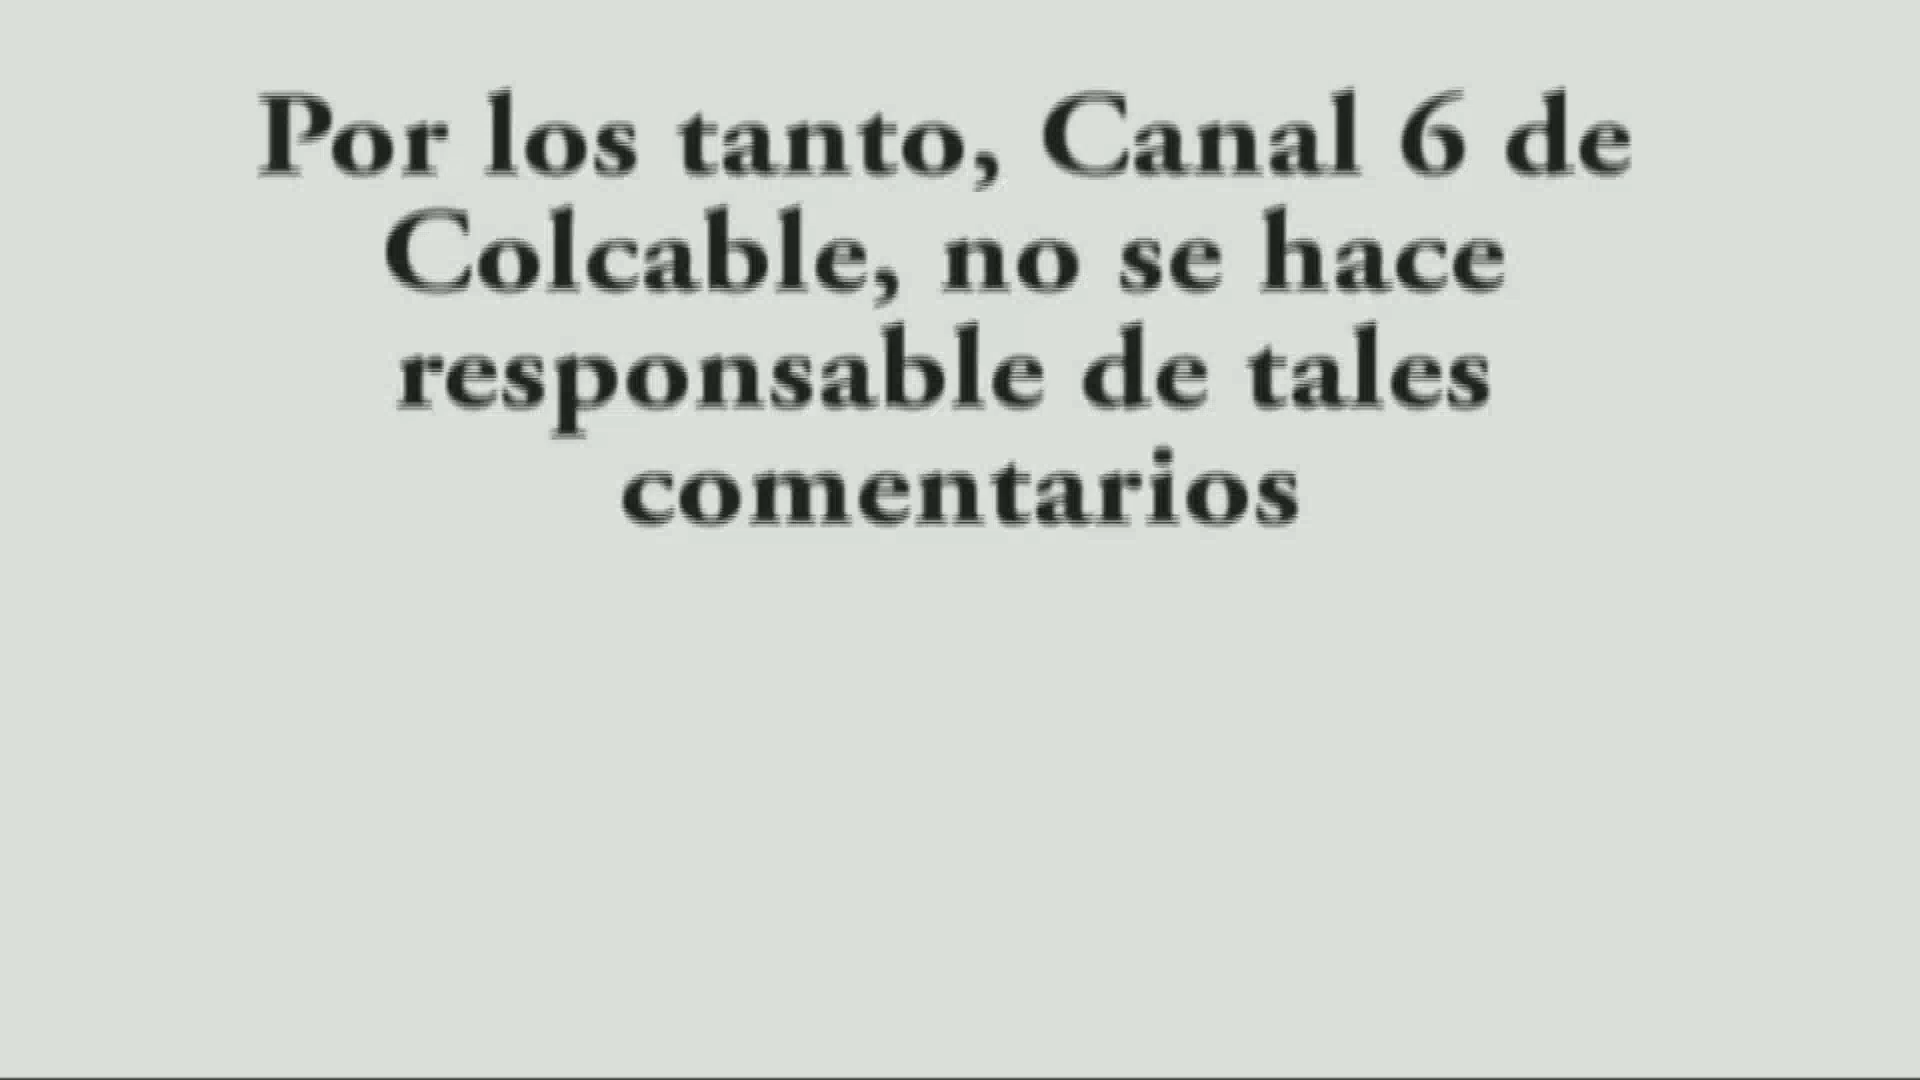 Por los tanto, Canal 6 de
Colcable, no se hace
responsable de tales
comentarios